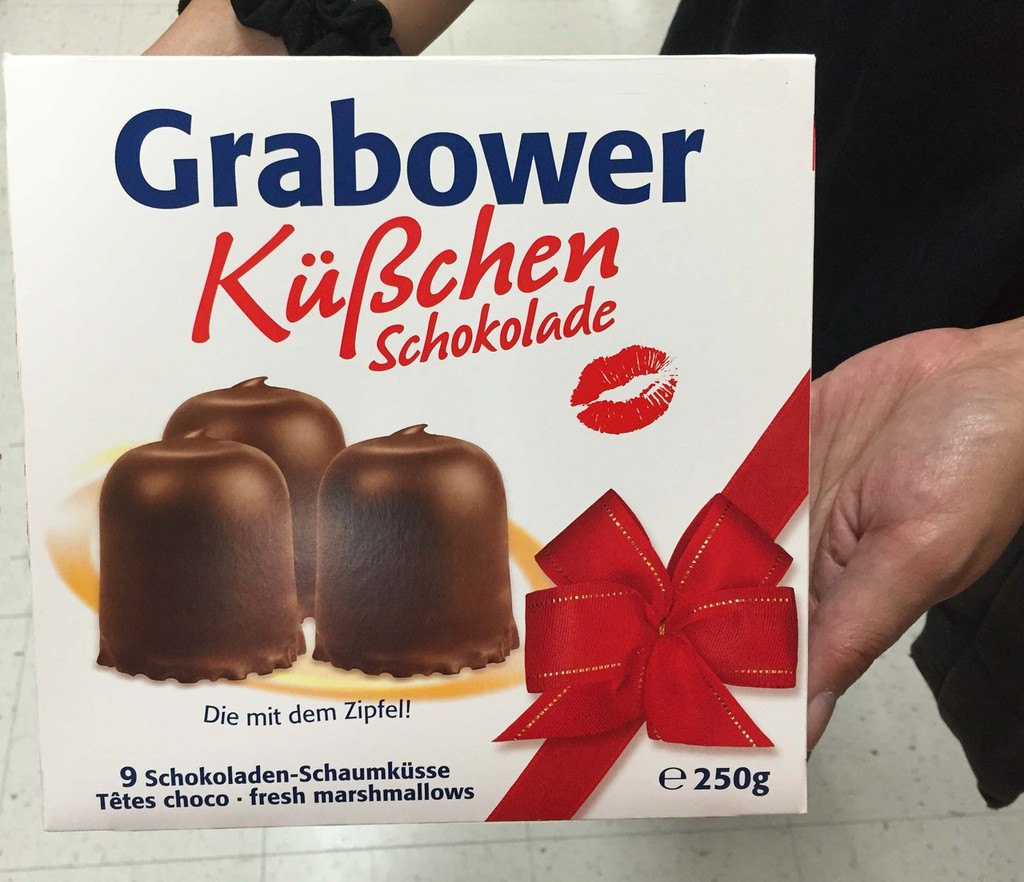 Grabower
Küßchen
Schokolade
Die mit dem Zipfel!
9 Schokoladen-Schaumküsse
Têtes choco · fresh marshmallows
℮ 250g